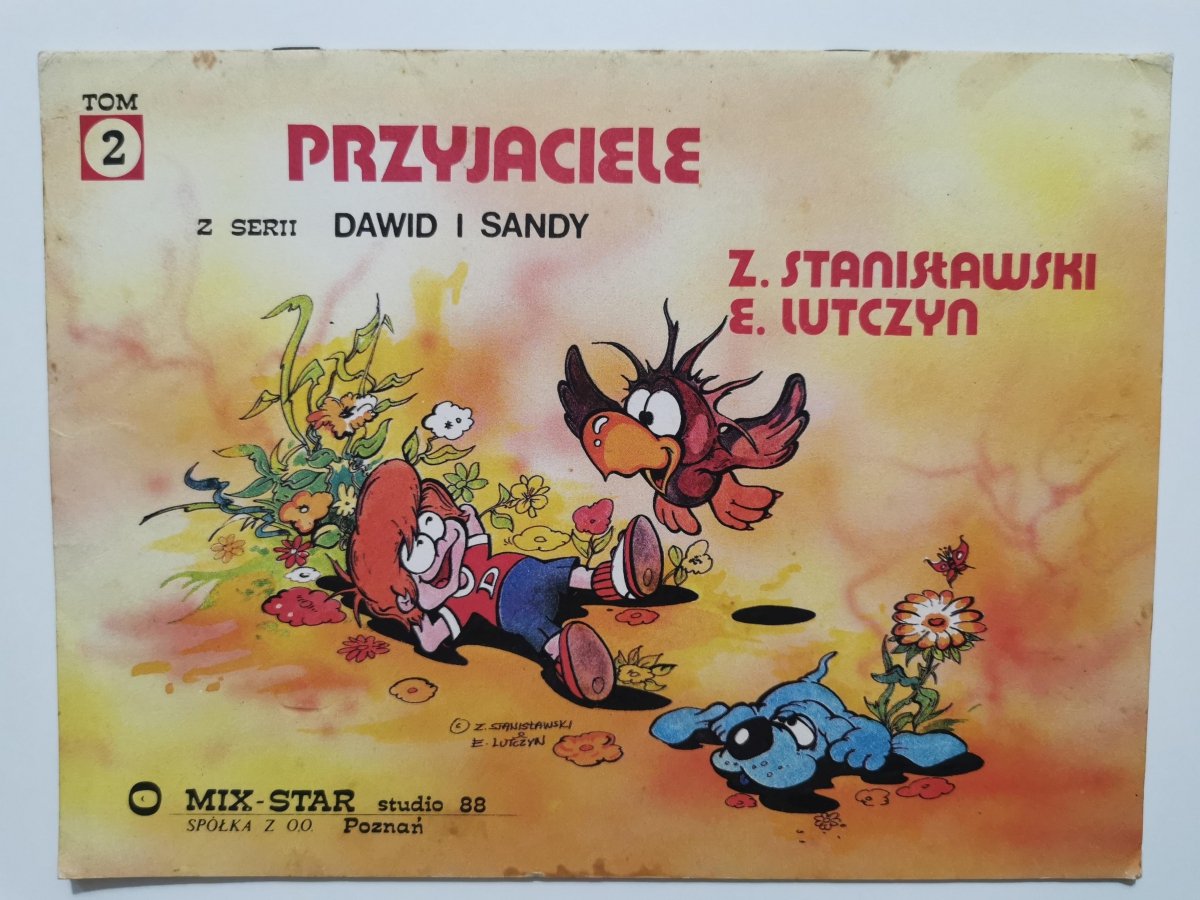 TOM
2
PRZYJACIELE
Z SERII DAWID I SANDY
Z. STANISŁAWSKI
E. LUTCZYN
D
© Z. STANISŁAWSKI
& E. LUTCZYN
MIX-STAR studio 88
SPÓŁKA Z O.O. Poznań